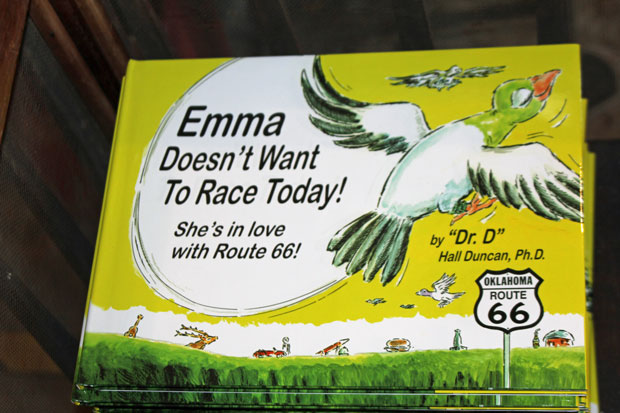 Emma
Doesn't Want
To Race Today!
She's in love
with Route 66!
by "Dr. D"
Hall Duncan, Ph.D.
OKLAHOMA
ROUTE
66